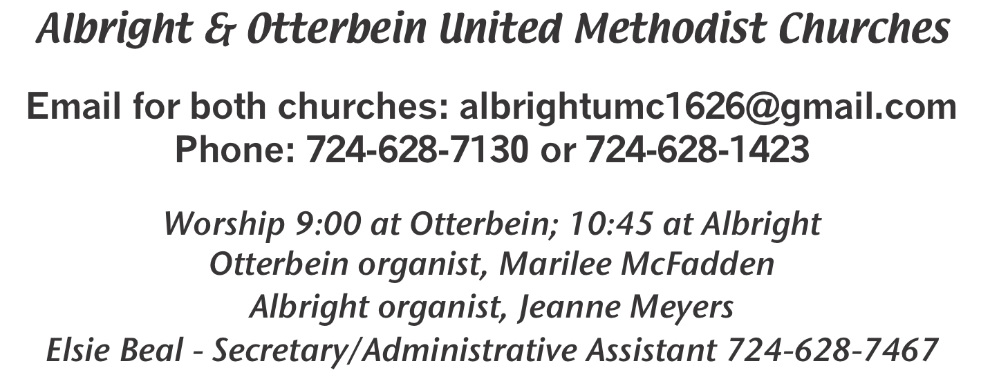 Albright & Otterbein United Methodist Churches
Email for both churches: albrightumc1626@gmail.com
Phone: 724-628-7130 or 724-628-1423
Worship 9:00 at Otterbein; 10:45 at Albright
Otterbein organist, Marilee McFadden
Albright organist, Jeanne Meyers
Elsie Beal - Secretary/Administrative Assistant 724-628-7467